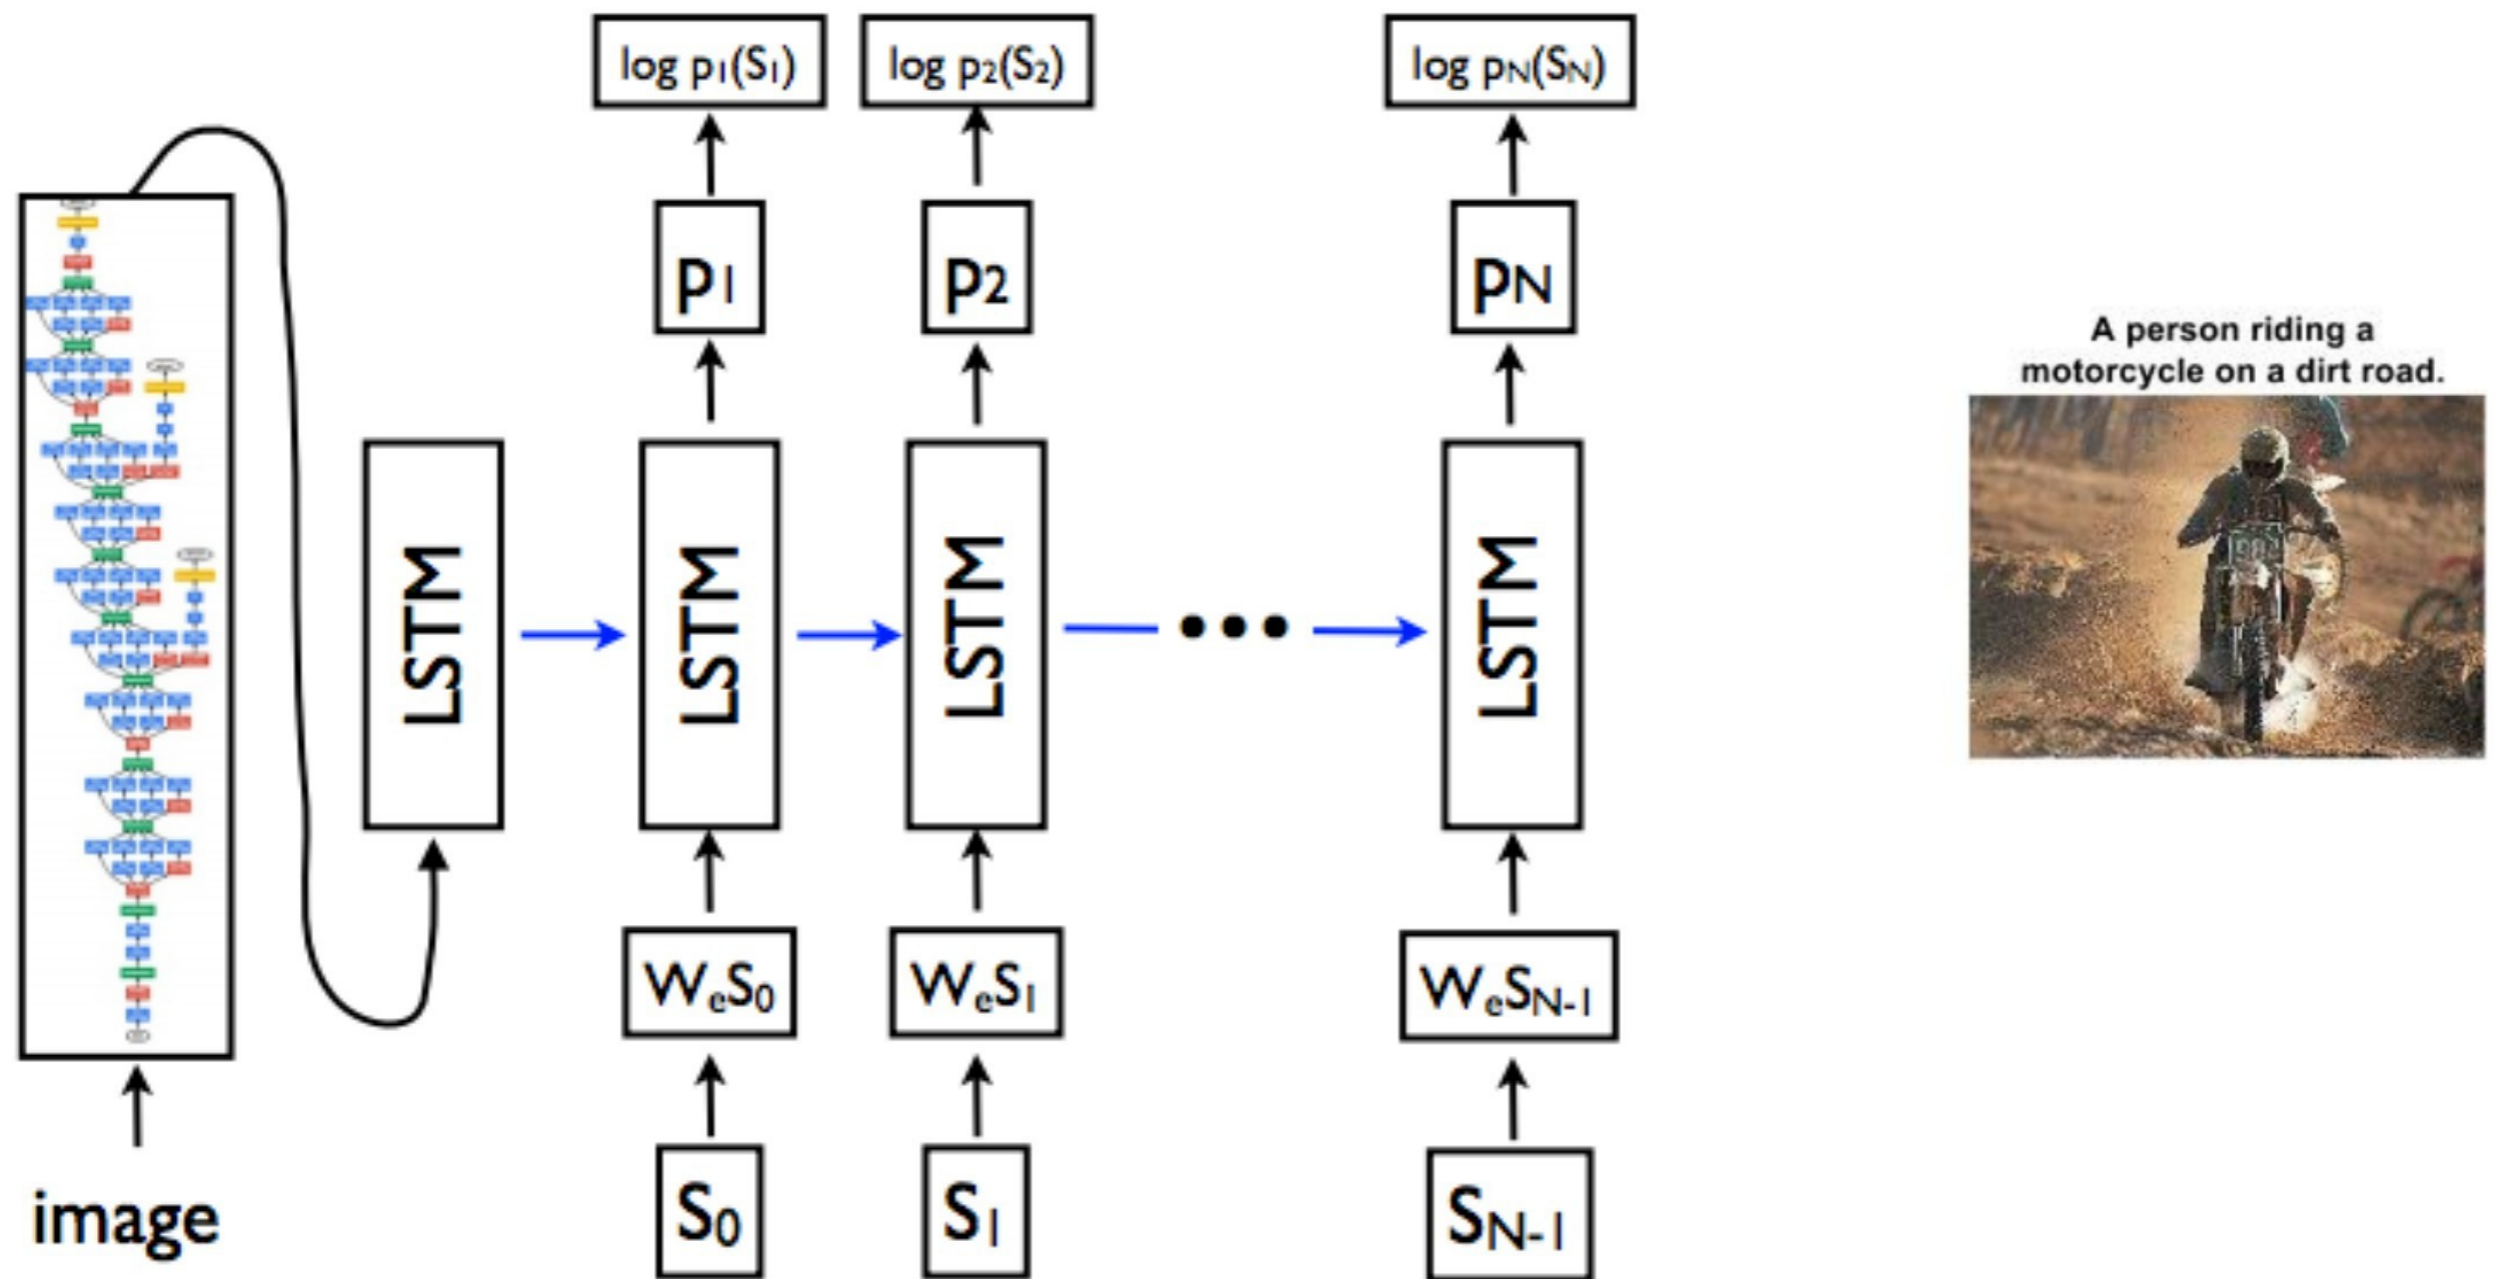 log p₁(S₁) log p₂(S₂) log pN(SN)
p₁ p₂ pN
A person riding a
motorcycle on a dirt road.
LSTM LSTM LSTM LSTM
WₑS₀ WₑS₁ WₑSN-1
image S₀ S₁ SN-1